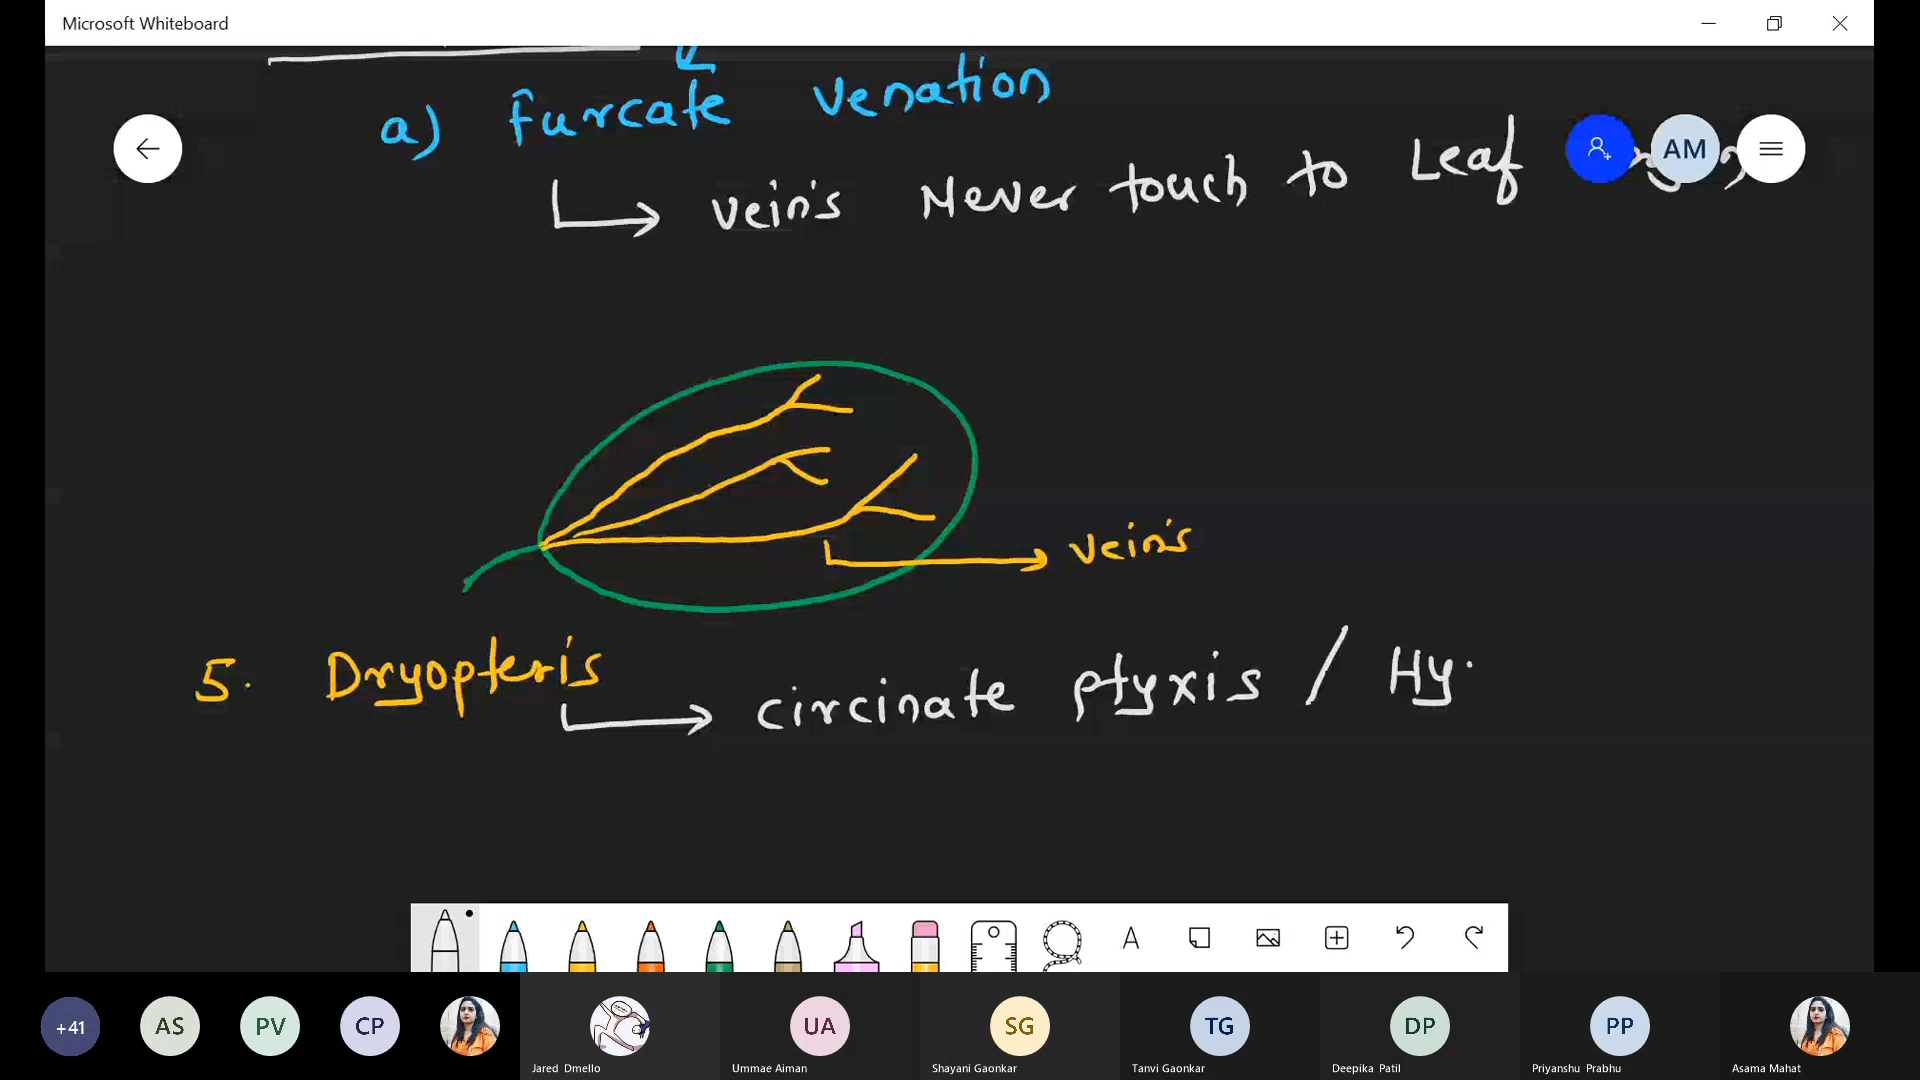 Microsoft Whiteboard
a) furcate venation
vein's Never touch to Leaf
AM
vein's
5. Dryopteris
circinate ptyxis / Hy.
A
+41 AS PV CP UA SG TG DP PP
Jared Dmello Ummae Aiman Shayani Gaonkar Tanvi Gaonkar Deepika Patil Priyanshu Prabhu Asama Mahat